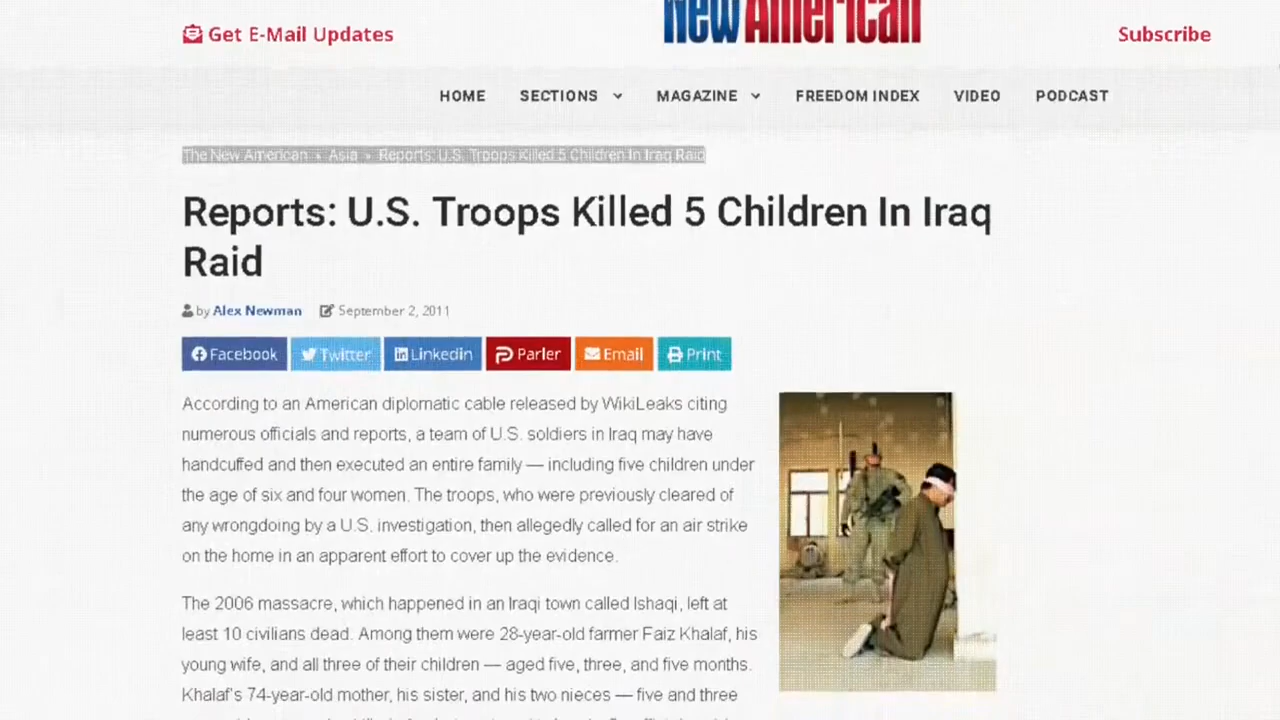 New American
Get E-Mail Updates
Subscribe
HOME SECTIONS MAGAZINE FREEDOM INDEX VIDEO PODCAST
The New American » Asia » Reports: U.S. Troops Killed 5 Children In Iraq Raid
Reports: U.S. Troops Killed 5 Children In Iraq
Raid
by Alex Newman September 2, 2011
Facebook Twitter Linkedin Parler Email Print
According to an American diplomatic cable released by WikiLeaks citing
numerous officials and reports, a team of U.S. soldiers in Iraq may have
handcuffed and then executed an entire family — including five children under
the age of six and four women. The troops, who were previously cleared of
any wrongdoing by a U.S. investigation, then allegedly called for an air strike
on the home in an apparent effort to cover up the evidence.
The 2006 massacre, which happened in an Iraqi town called Ishaqi, left at
least 10 civilians dead. Among them were 28-year-old farmer Faiz Khalaf, his
young wife, and all three of their children — aged five, three, and five months.
Khalaf's 74-year-old mother, his sister, and his two nieces — five and three